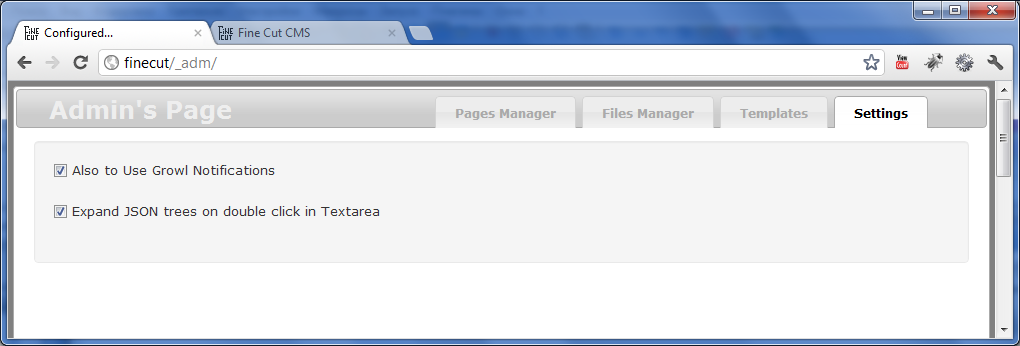 FINE CUT Configured...
FINE CUT Fine Cut CMS
finecut/_adm/
You Count
Admin's Page
Pages Manager
Files Manager
Templates
Settings
Also to Use Growl Notifications
Expand JSON trees on double click in Textarea